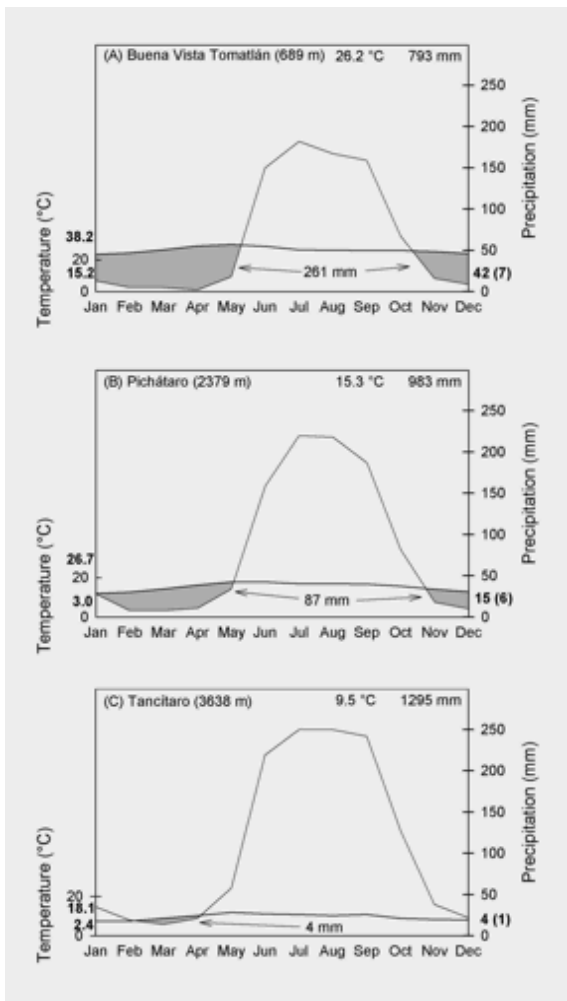 (A) Buena Vista Tomatlán (689 m) 26.2 °C 793 mm
250
200
150
100
50
0
Precipitation (mm)
Temperature (°C)
38.2
20
15.2
0
261 mm
42 (7)
Jan Feb Mar Apr May Jun Jul Aug Sep Oct Nov Dec
(B) Pichátaro (2379 m) 15.3 °C 983 mm
250
200
150
100
50
0
Precipitation (mm)
Temperature (°C)
26.7
20
3.0
0
87 mm
15 (6)
Jan Feb Mar Apr May Jun Jul Aug Sep Oct Nov Dec
(C) Tancítaro (3638 m) 9.5 °C 1295 mm
250
200
150
100
50
0
Precipitation (mm)
Temperature (°C)
20
18.1
2.4
0
4 mm
4 (1)
Jan Feb Mar Apr May Jun Jul Aug Sep Oct Nov Dec